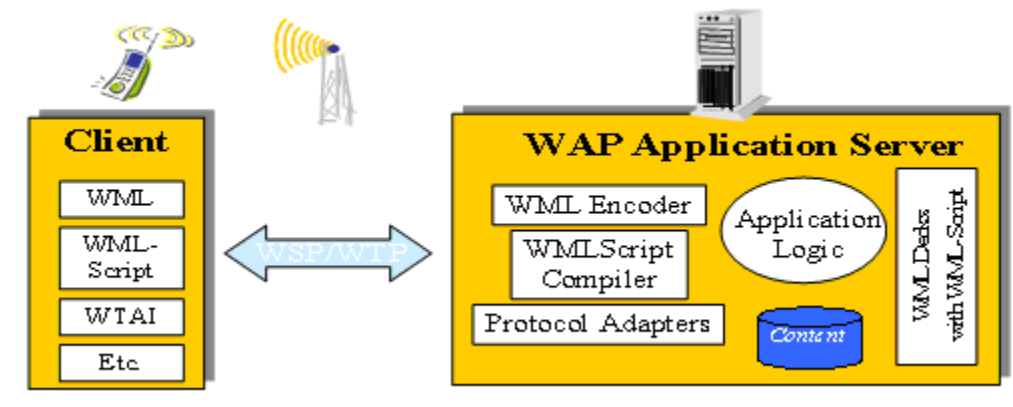 Client
WML
WML-
Script
WTAI
Etc
WSP/WTP
WAP Application Server
WML Encoder
WMLScript
Compiler
Protocol Adapters
Application
Logic
Content
WML Decks
with WML-Script